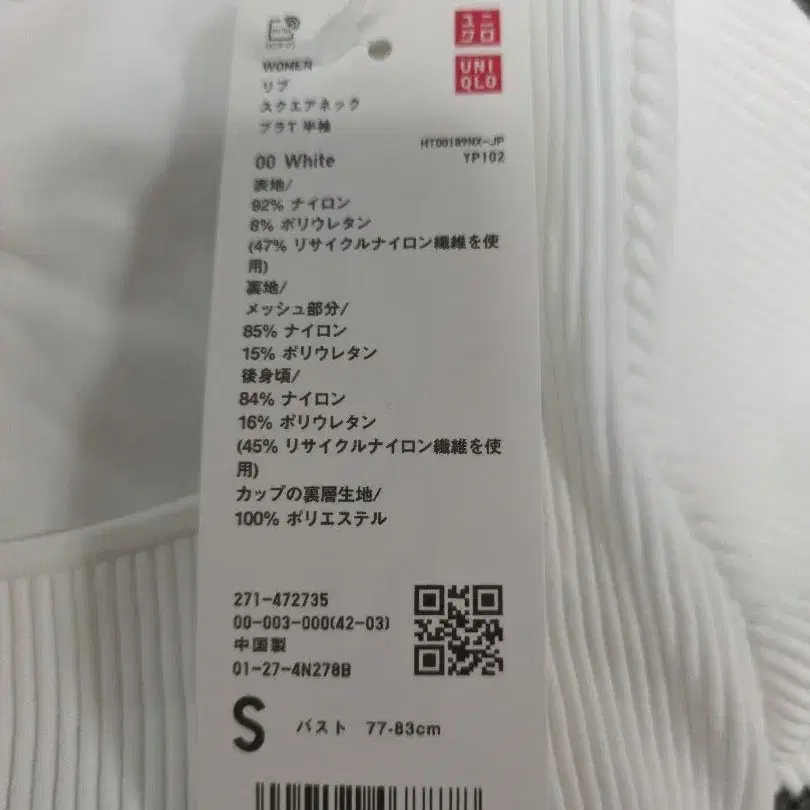 ユニ
クロ
UNI
QLO
WOMEN
リブ
スクエアネック
ブラT 半袖
HT00189NX-JP
00 White
YP102
表地/
92% ナイロン
8% ポリウレタン
(47% リサイクルナイロン繊維を使
用)
裏地/
メッシュ部分/
85% ナイロン
15% ポリウレタン
後身頃/
84% ナイロン
16% ポリウレタン
(45% リサイクルナイロン繊維を使
用)
カップの裏層生地/
100% ポリエステル
271-472735
00-003-000(42-03)
中国製
01-27-4N278B
S バスト 77-83cm